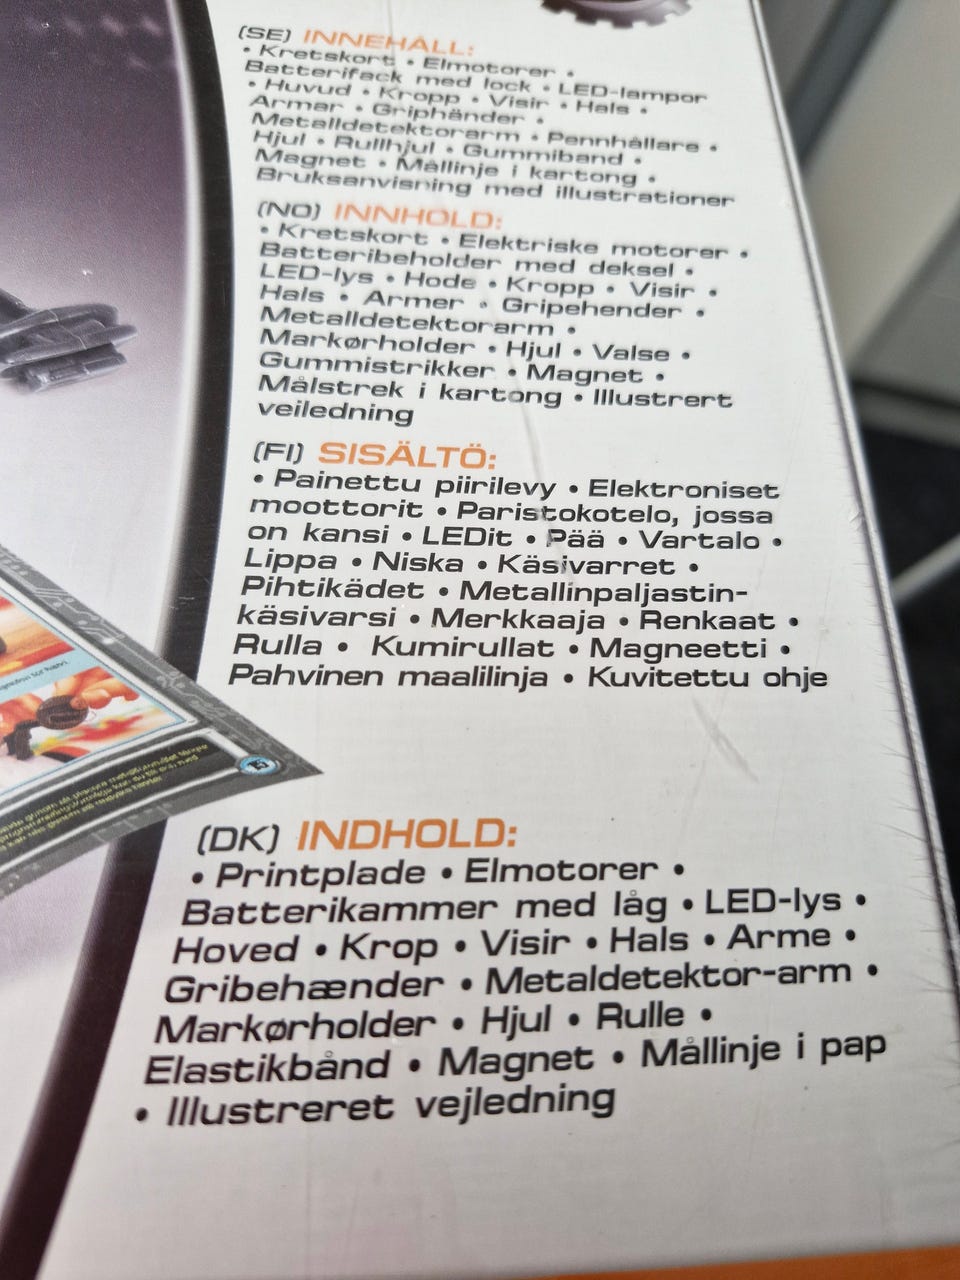 (SE) INNEHÅLL:
• Kretskort • Elmotorer •
Batterifack med lock • LED-lampor
• Huvud • Kropp • Visir • Hals •
Armar • Griphänder •
Metalldetektorarm • Pennhållare •
Hjul • Rullhjul • Gummiband •
Magnet • Mållinje i kartong •
Bruksanvisning med illustrationer
(NO) INNHOLD:
• Kretskort • Elektriske motorer •
Batteribeholder med deksel •
LED-lys • Hode • Kropp • Visir •
Hals • Armer • Gripehender •
Metalldetektorarm •
Markørholder • Hjul • Valse •
Gummistrikker • Magnet •
Målstrek i kartong • Illustrert
veiledning
(FI) SISÄLTÖ:
• Painettu piirilevy • Elektroniset
moottorit • Paristokotelo, jossa
on kansi • LEDit • Pää • Vartalo •
Lippa • Niska • Käsivarret •
Pihtikädet • Metallinpaljastin-
käsivarsi • Merkkaaja • Renkaat •
Rulla • Kumirullat • Magneetti •
Pahvinen maalilinja • Kuvitettu ohje
15
(DK) INDHOLD:
• Printplade • Elmotorer •
Batterikammer med låg • LED-lys •
Hoved • Krop • Visir • Hals • Arme •
Gribehænder • Metaldetektor-arm •
Markørholder • Hjul • Rulle •
Elastikbånd • Magnet • Mållinje i pap
• Illustreret vejledning